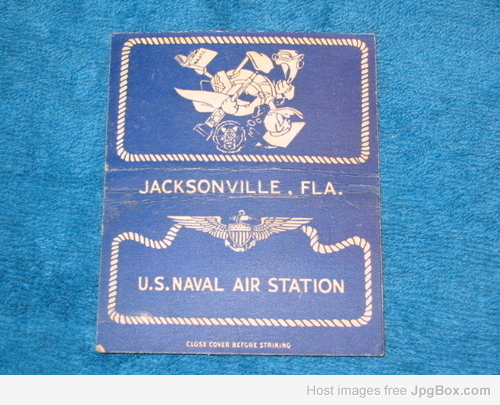 JACKSONVILLE, FLA.
U.S. NAVAL AIR STATION
CLOSE COVER BEFORE STRIKING
Host images free JpgBox.com